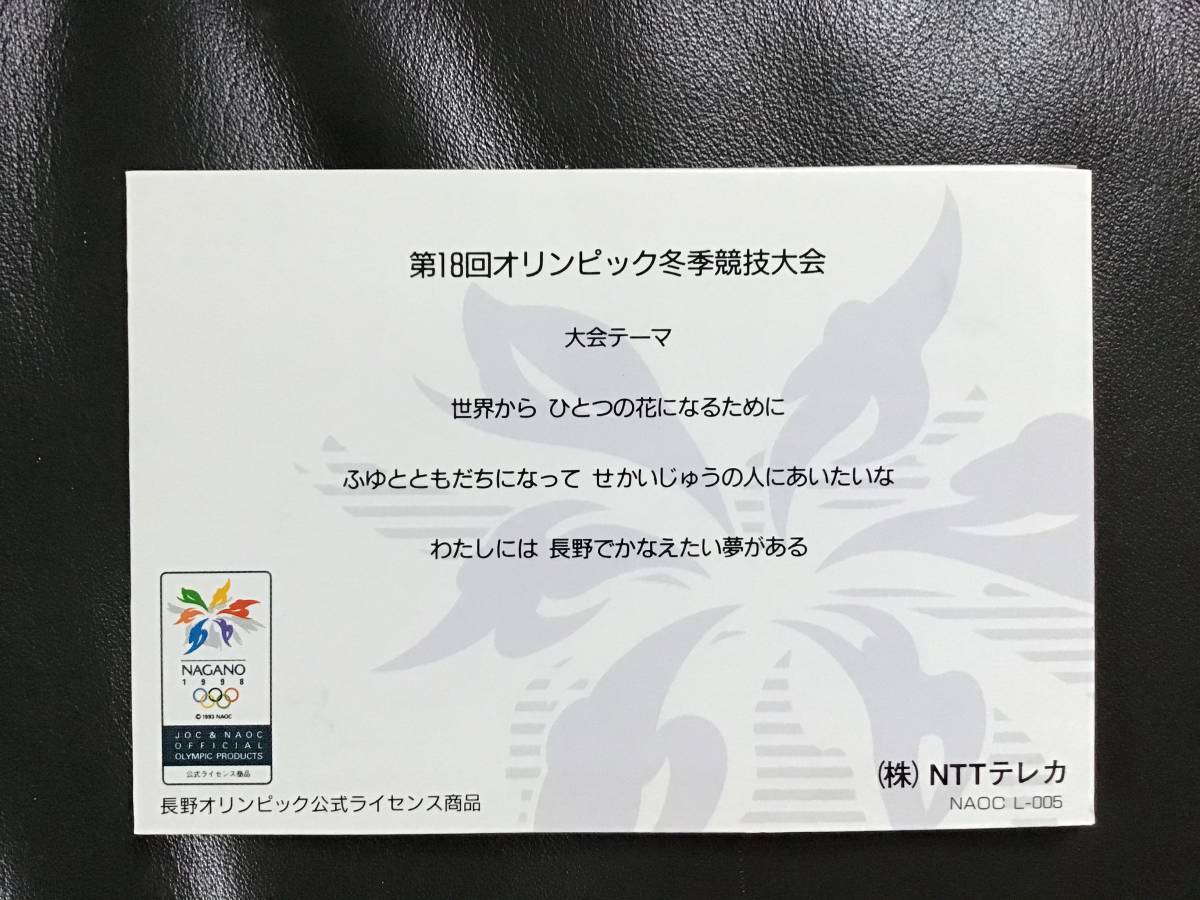 第18回オリンピック冬季競技大会
大会テーマ
世界から ひとつの花になるために
ふゆとともだちになって せかいじゅうの人にあいたいな
わたしには 長野でかなえたい夢がある
NAGANO
1998
© 1993 NAOC
JOC & NAOC
OFFICIAL
OLYMPIC PRODUCTS
公式ライセンス商品
長野オリンピック公式ライセンス商品
(株) NTTテレカ
NAOC L-005